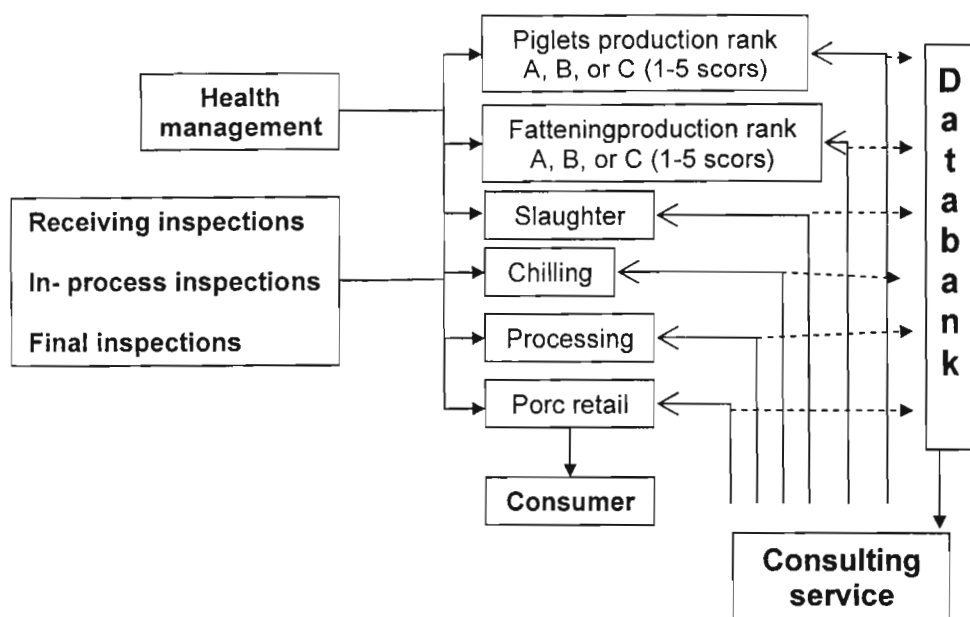 Piglets production rank
A, B, or C (1-5 scors)
Health
management
Fatteningproduction rank
A, B, or C (1-5 scors)
Receiving inspections
In- process inspections
Final inspections
Slaughter
Chilling
Processing
Porc retail
Consumer
Databank
Consulting
service